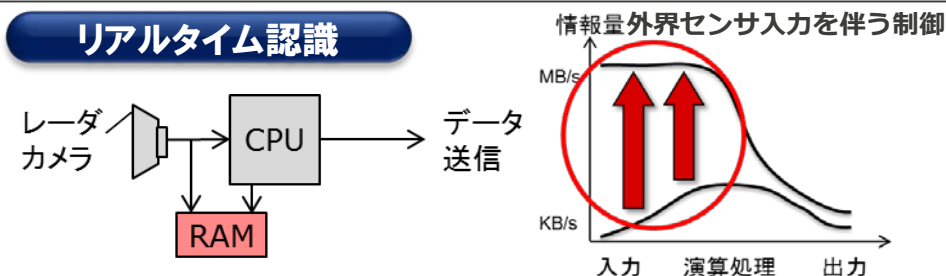 リアルタイム認識
レーダ
カメラ
CPU
RAM
データ
送信
情報量外界センサ入力を伴う制御
MB/s
KB/s
入力 演算処理 出力